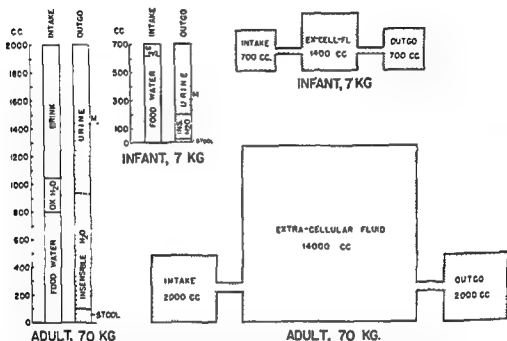 CC
INTAKE
OUTGO
2000
1800
1600
1400
1200
1000
800
600
400
200
0
DRINK
OX H2O
FOOD WATER
URINE
M
INSENSIBLE H2O
STOOL
ADULT, 70 KG
CC
INTAKE
OUTGO
700
500
300
100
0
FOOD WATER
URINE
M
INS. H2O
STOOL
INFANT, 7 KG
INTAKE
700 CC.
EX-CELL-FL
1400 CC
OUTGO
700 CC
INFANT, 7 KG
EXTRA-CELLULAR FLUID
14000 CC
INTAKE
2000 CC
OUTGO
2000 CC
ADULT, 70 KG.